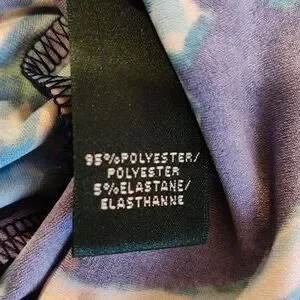 95%POLYESTER/
POLYESTER
5%ELASTANE/
ELASTHANNE